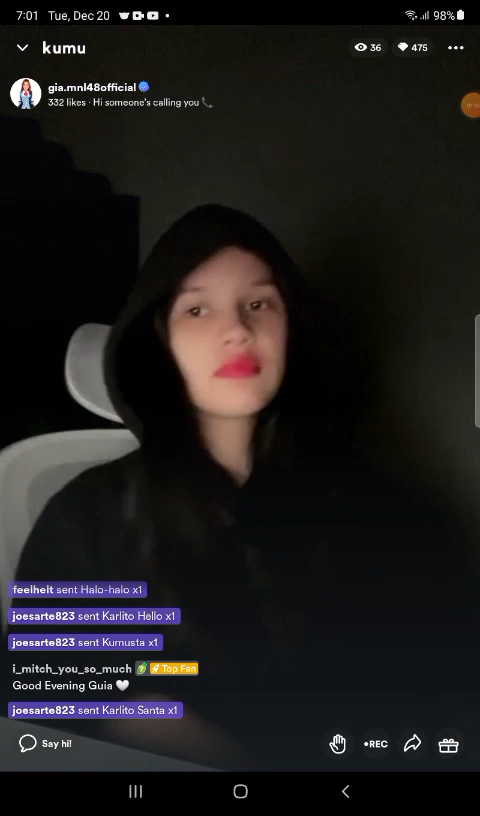 7:01 Tue, Dec 20 98%
kumu 36 475
gia.mnl48official
332 likes · Hi someone's calling you 📞
feelhelt sent Halo-halo x1
joesarte823 sent Karlito Hello x1
joesarte823 sent Kumusta x1
i_mitch_you_so_much Top Fan
Good Evening Guia 🤍
joesarte823 sent Karlito Santa x1
Say hi! •REC